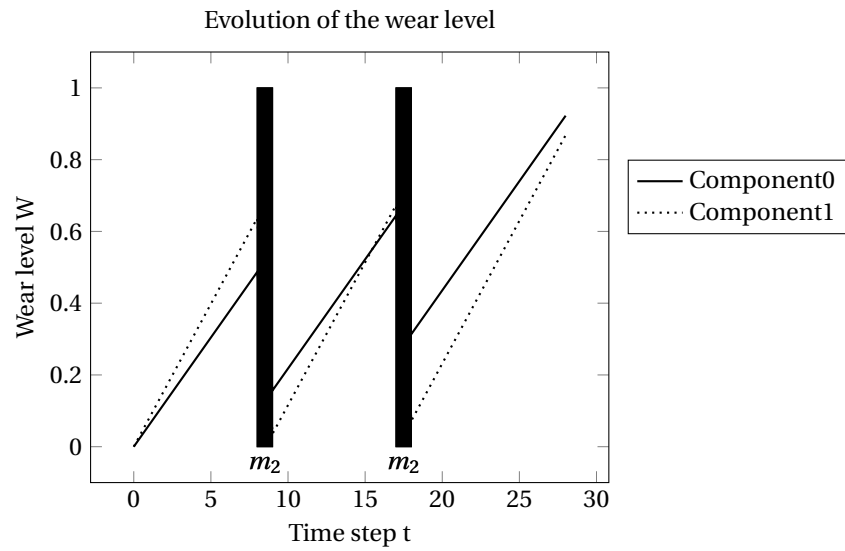 Evolution of the wear level
1
0.8
0.6
0.4
0.2
0
Wear level W
m2
m2
0 5 10 15 20 25 30
Time step t
Component0
Component1